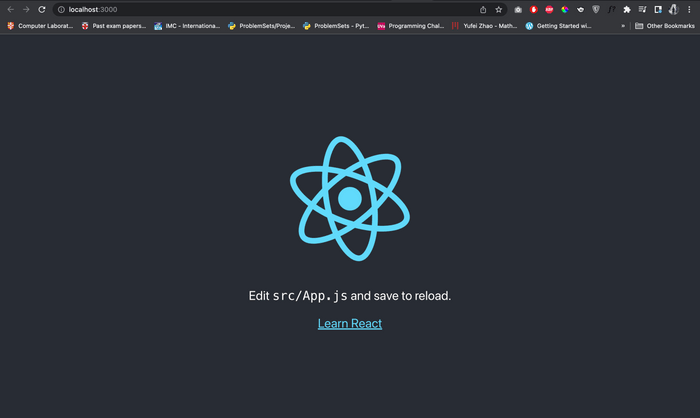 localhost:3000
Computer Laborat...
Past exam papers...
IMC - Internationa...
ProblemSets/Proje...
ProblemSets - Pyt...
Programming Chal...
Yufei Zhao - Math...
Getting Started wi...
»
Other Bookmarks
Edit src/App.js and save to reload.
Learn React